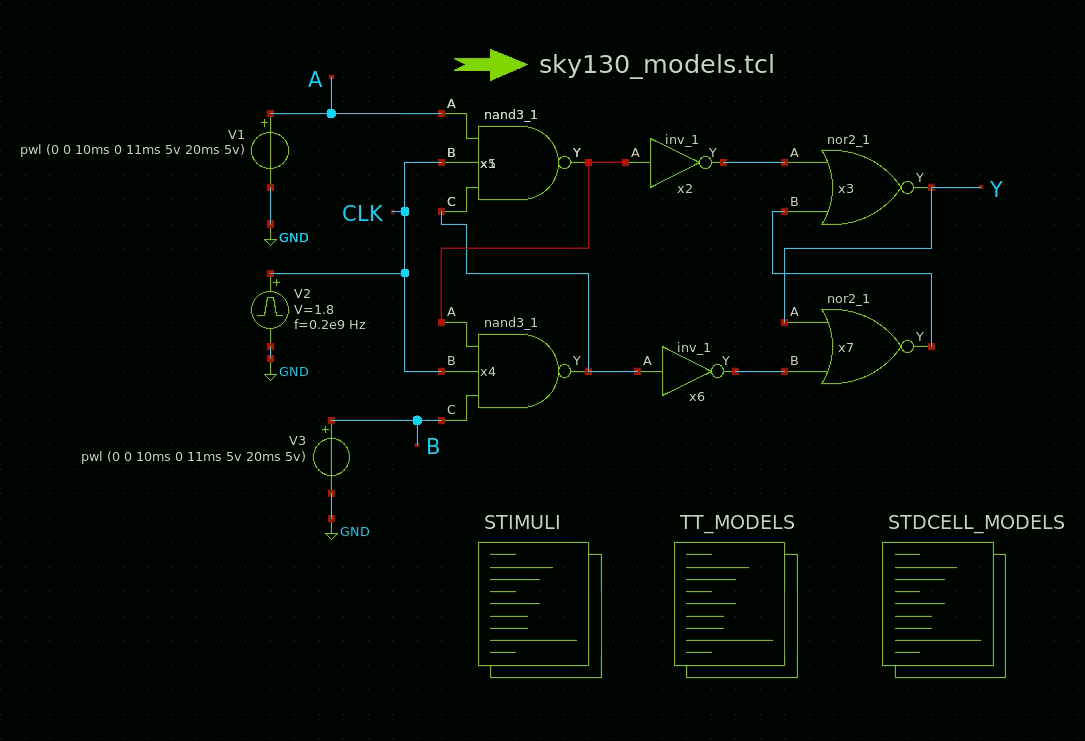 sky130_models.tcl
A
A
nand3_1
V1
+
pwl (0 0 10ms 0 11ms 5v 20ms 5v)
B
Y
C
CLK
GND
A
inv_1
Y
x2
nor2_1
A
x3
Y
B
Y
V2
+
V=1.8
f=0.2e9 Hz
GND
A
nand3_1
B
x4
Y
C
A
inv_1
Y
x6
nor2_1
A
x7
Y
B
B
V3
+
pwl (0 0 10ms 0 11ms 5v 20ms 5v)
GND
STIMULI
TT_MODELS
STDCELL_MODELS